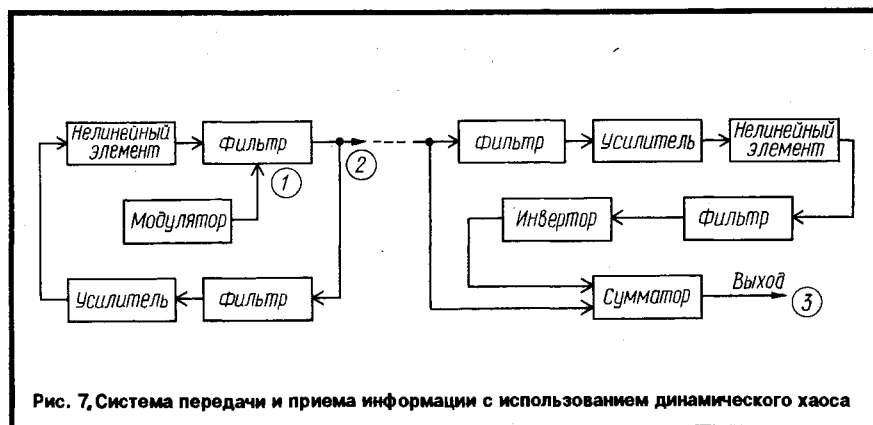 Нелинейный
элемент
Фильтр
1
2
Модулятор
Усилитель
Фильтр
Фильтр
Усилитель
Нелинейный
элемент
Инвертор
Фильтр
Сумматор
Выход
3
Рис. 7. Система передачи и приема информации с использованием динамического хаоса